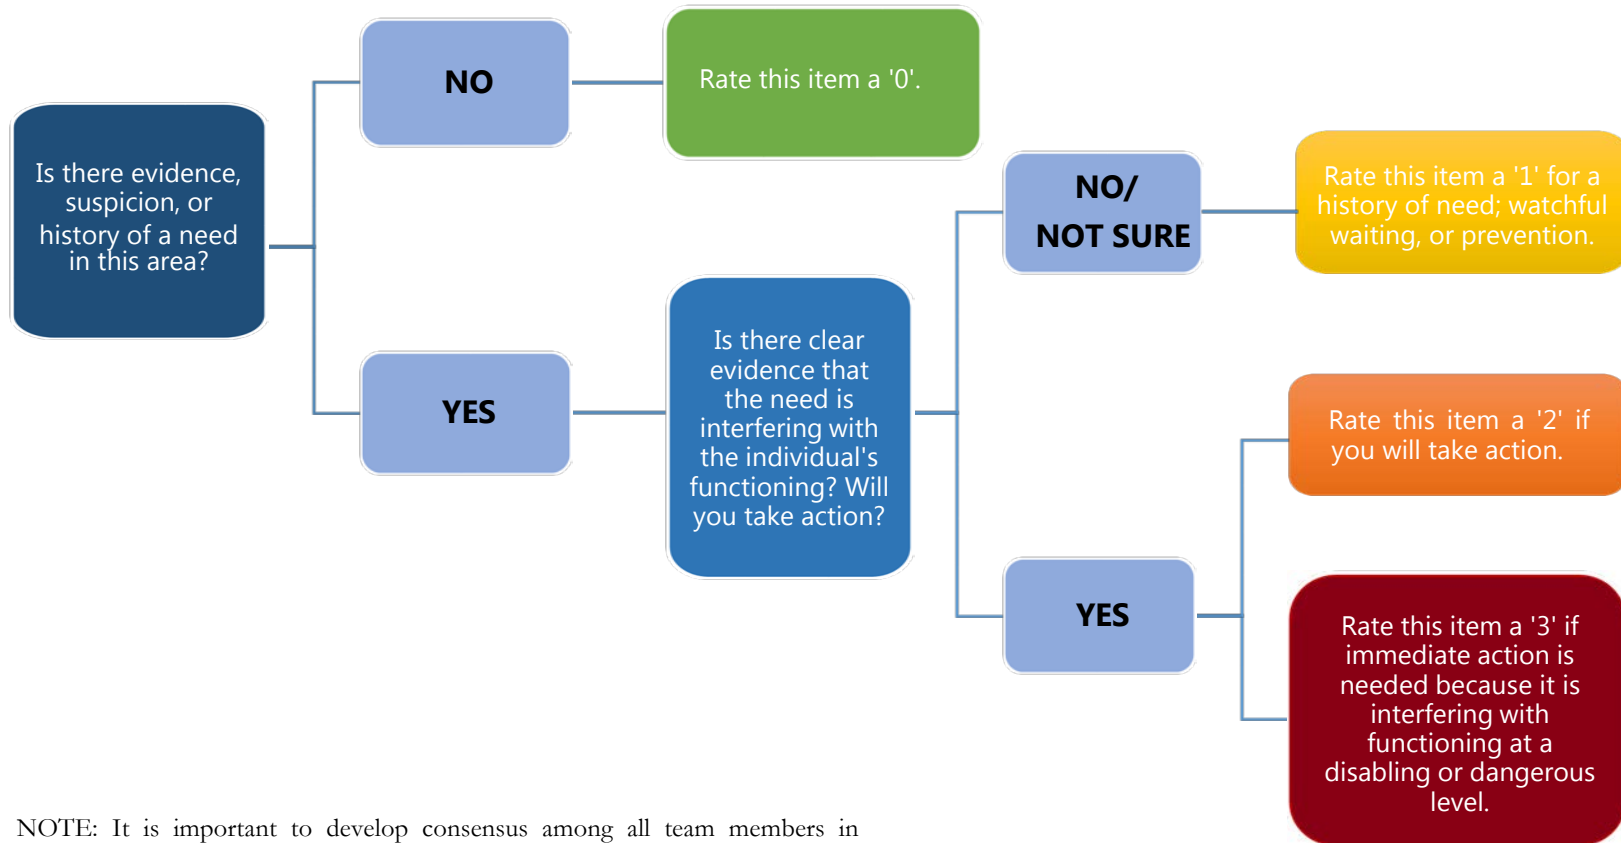 Is there evidence,
suspicion, or
history of a need
in this area?
NO
Rate this item a '0'.
YES
Is there clear
evidence that
the need is
interfering with
the individual's
functioning? Will
you take action?
NO/
NOT SURE
Rate this item a '1' for a
history of need; watchful
waiting, or prevention.
YES
Rate this item a '2' if
you will take action.
Rate this item a '3' if
immediate action is
needed because it is
interfering with
functioning at a
disabling or dangerous
level.
NOTE: It is important to develop consensus among all team members in